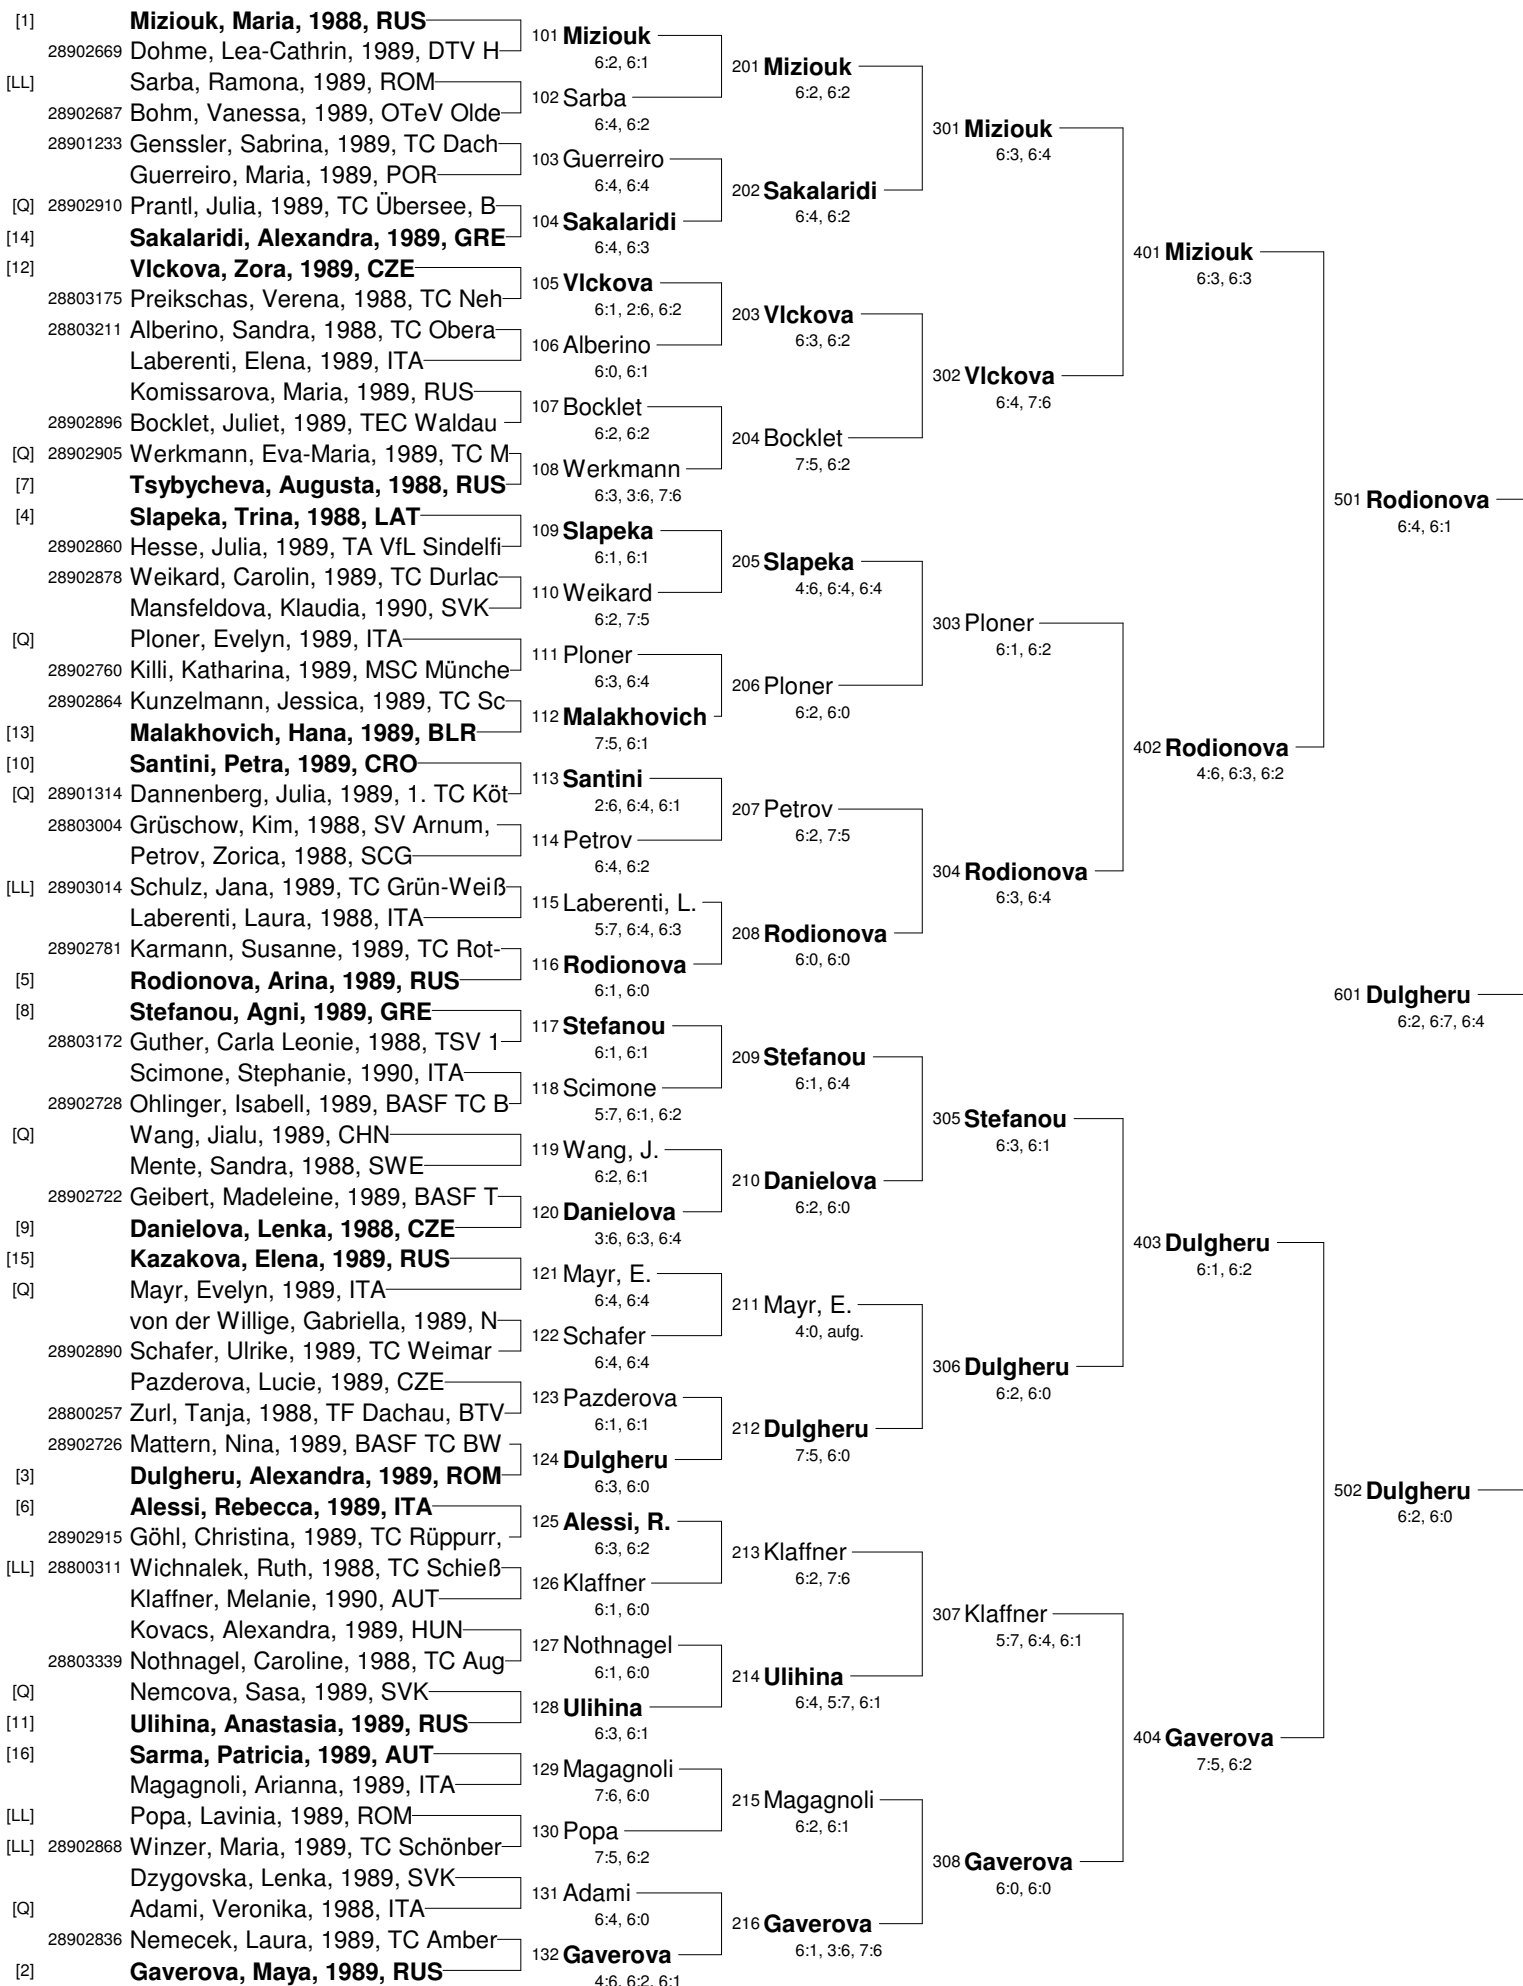 [1] Miziouk, Maria, 1988, RUS
28902669 Dohme, Lea-Cathrin, 1989, DTV H
[LL] Sarba, Ramona, 1989, ROM
28902687 Bohm, Vanessa, 1989, OTeV Olde
28901233 Genssler, Sabrina, 1989, TC Dach
Guerreiro, Maria, 1989, POR
[Q] 28902910 Prantl, Julia, 1989, TC Übersee, B
[14] Sakalaridi, Alexandra, 1989, GRE
[12] Vlckova, Zora, 1989, CZE
28803175 Preikschas, Verena, 1988, TC Neh
28803211 Alberino, Sandra, 1988, TC Obera
Laberenti, Elena, 1989, ITA
Komissarova, Maria, 1989, RUS
28902896 Bocklet, Juliet, 1989, TEC Waldau
[Q] 28902905 Werkmann, Eva-Maria, 1989, TC M
[7] Tsybycheva, Augusta, 1988, RUS
[4] Slapeka, Trina, 1988, LAT
28902860 Hesse, Julia, 1989, TA VfL Sindelfi
28902878 Weikard, Carolin, 1989, TC Durlac
Mansfeldova, Klaudia, 1990, SVK
[Q] Ploner, Evelyn, 1989, ITA
28902760 Killi, Katharina, 1989, MSC Münche
28902864 Kunzelmann, Jessica, 1989, TC Sc
[13] Malakhovich, Hana, 1989, BLR
[10] Santini, Petra, 1989, CRO
[Q] 28901314 Dannenberg, Julia, 1989, 1. TC Köt
28803004 Grüschow, Kim, 1988, SV Arnum,
Petrov, Zorica, 1988, SCG
[LL] 28903014 Schulz, Jana, 1989, TC Grün-Weiß
Laberenti, Laura, 1988, ITA
28902781 Karmann, Susanne, 1989, TC Rot-
[5] Rodionova, Arina, 1989, RUS
[8] Stefanou, Agni, 1989, GRE
28803172 Guther, Carla Leonie, 1988, TSV 1
Scimone, Stephanie, 1990, ITA
28902728 Ohlinger, Isabell, 1989, BASF TC B
[Q] Wang, Jialu, 1989, CHN
Mente, Sandra, 1988, SWE
28902722 Geibert, Madeleine, 1989, BASF T
[9] Danielova, Lenka, 1988, CZE
[15] Kazakova, Elena, 1989, RUS
[Q] Mayr, Evelyn, 1989, ITA
von der Willige, Gabriella, 1989, N
28902890 Schafer, Ulrike, 1989, TC Weimar
Pazderova, Lucie, 1989, CZE
28800257 Zurl, Tanja, 1988, TF Dachau, BTV
28902726 Mattern, Nina, 1989, BASF TC BW
[3] Dulgheru, Alexandra, 1989, ROM
[6] Alessi, Rebecca, 1989, ITA
28902915 Göhl, Christina, 1989, TC Rüppurr,
[LL] 28800311 Wichnalek, Ruth, 1988, TC Schieß
Klaffner, Melanie, 1990, AUT
Kovacs, Alexandra, 1989, HUN
28803339 Nothnagel, Caroline, 1988, TC Aug
[Q] Nemcova, Sasa, 1989, SVK
[11] Ulihina, Anastasia, 1989, RUS
[16] Sarma, Patricia, 1989, AUT
Magagnoli, Arianna, 1989, ITA
[LL] Popa, Lavinia, 1989, ROM
[LL] 28902868 Winzer, Maria, 1989, TC Schönber
Dzygovska, Lenka, 1989, SVK
[Q] Adami, Veronika, 1988, ITA
28902836 Nemecek, Laura, 1989, TC Amber
[2] Gaverova, Maya, 1989, RUS
101 Miziouk
6:2, 6:1
102 Sarba
6:4, 6:2
103 Guerreiro
6:4, 6:4
104 Sakalaridi
6:4, 6:3
105 Vlckova
6:1, 2:6, 6:2
106 Alberino
6:0, 6:1
107 Bocklet
6:2, 6:2
108 Werkmann
6:3, 3:6, 7:6
109 Slapeka
6:1, 6:1
110 Weikard
6:2, 7:5
111 Ploner
6:3, 6:4
112 Malakhovich
7:5, 6:1
113 Santini
2:6, 6:4, 6:1
114 Petrov
6:4, 6:2
115 Laberenti, L.
5:7, 6:4, 6:3
116 Rodionova
6:1, 6:0
117 Stefanou
6:1, 6:1
118 Scimone
5:7, 6:1, 6:2
119 Wang, J.
6:2, 6:1
120 Danielova
3:6, 6:3, 6:4
121 Mayr, E.
6:4, 6:4
122 Schafer
6:4, 6:4
123 Pazderova
6:1, 6:1
124 Dulgheru
6:3, 6:0
125 Alessi, R.
6:3, 6:2
126 Klaffner
6:1, 6:0
127 Nothnagel
6:1, 6:0
128 Ulihina
6:3, 6:1
129 Magagnoli
7:6, 6:0
130 Popa
7:5, 6:2
131 Adami
6:4, 6:0
132 Gaverova
4:6, 6:2, 6:1
201 Miziouk
6:2, 6:2
202 Sakalaridi
6:4, 6:2
203 Vlckova
6:3, 6:2
204 Bocklet
7:5, 6:2
205 Slapeka
4:6, 6:4, 6:4
206 Ploner
6:2, 6:0
207 Petrov
6:2, 7:5
208 Rodionova
6:0, 6:0
209 Stefanou
6:1, 6:4
210 Danielova
6:2, 6:0
211 Mayr, E.
4:0, aufg.
212 Dulgheru
7:5, 6:0
213 Klaffner
6:2, 7:6
214 Ulihina
6:4, 5:7, 6:1
215 Magagnoli
6:2, 6:1
216 Gaverova
6:1, 3:6, 7:6
301 Miziouk
6:3, 6:4
302 Vlckova
6:4, 7:6
303 Ploner
6:1, 6:2
304 Rodionova
6:3, 6:4
305 Stefanou
6:3, 6:1
306 Dulgheru
6:2, 6:0
307 Klaffner
5:7, 6:4, 6:1
308 Gaverova
6:0, 6:0
401 Miziouk
6:3, 6:3
402 Rodionova
4:6, 6:3, 6:2
403 Dulgheru
6:1, 6:2
404 Gaverova
7:5, 6:2
501 Rodionova
6:4, 6:1
502 Dulgheru
6:2, 6:0
601 Dulgheru
6:2, 6:7, 6:4